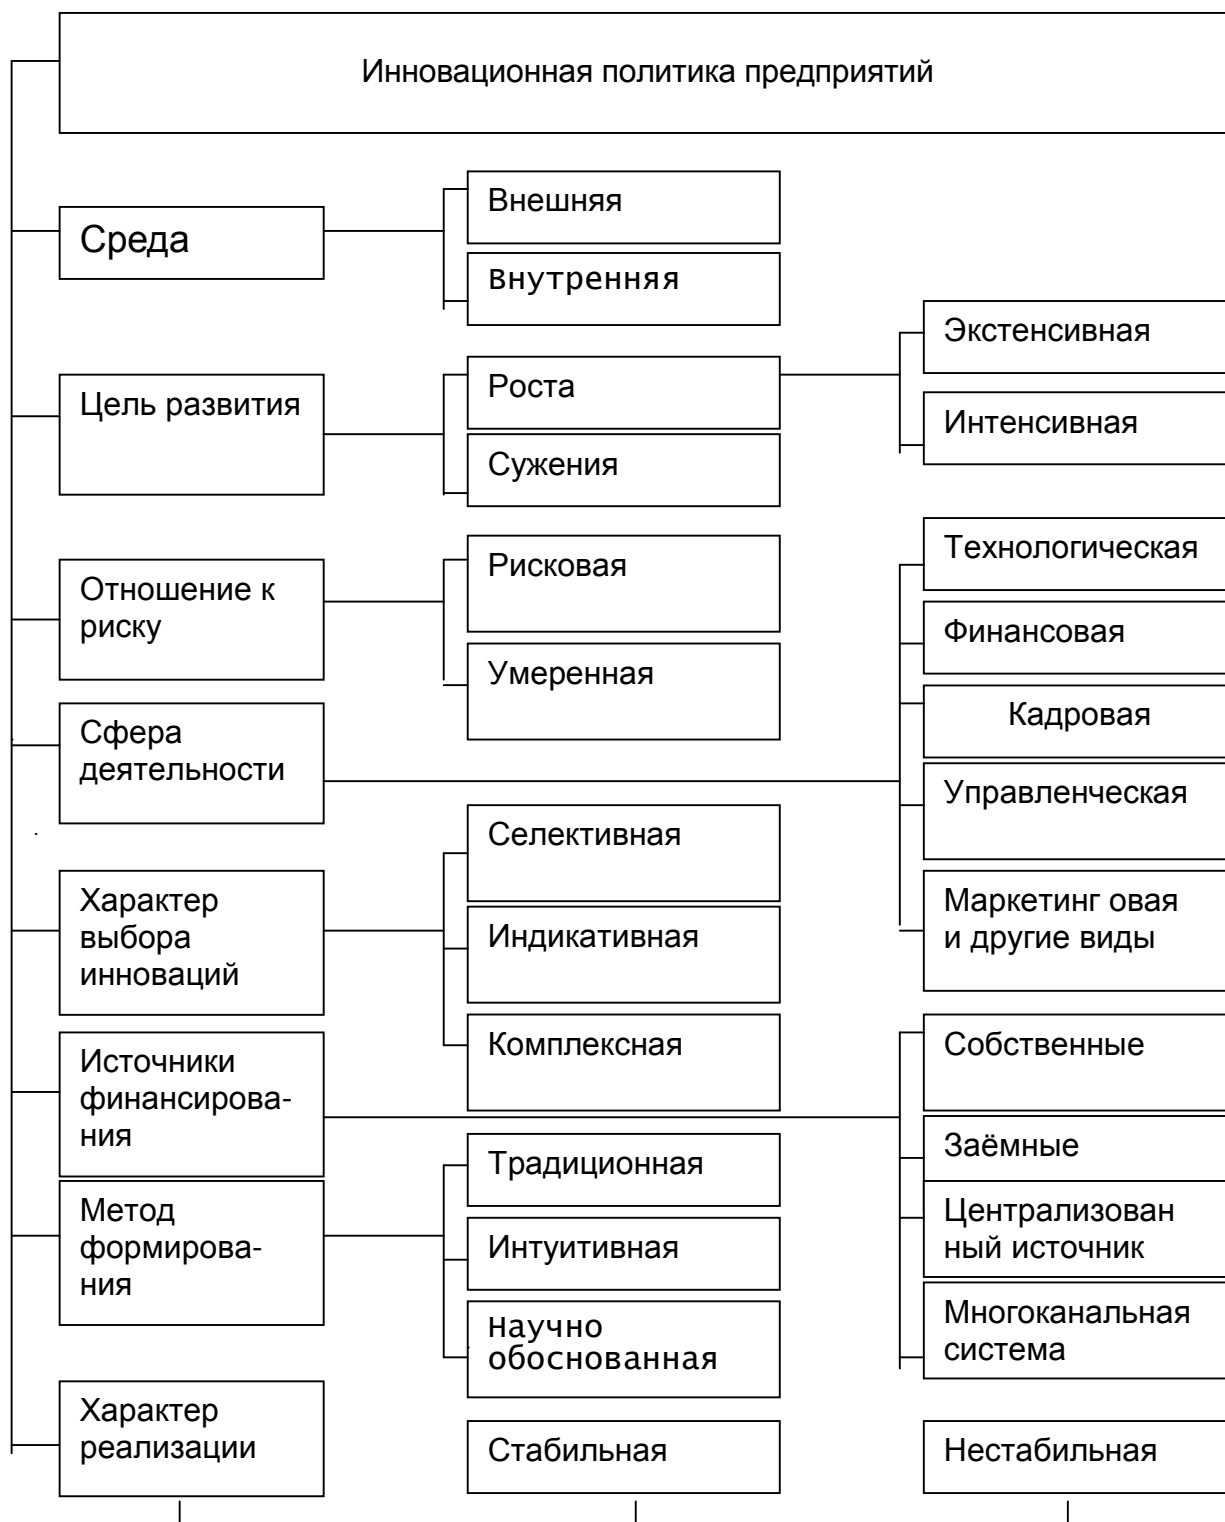 Инновационная политика предприятий
Среда
Внешняя
Внутренняя
Цель развития
Роста
Сужения
Экстенсивная
Интенсивная
Отношение к
риску
Рисковая
Умеренная
Сфера
деятельности
Технологическая
Финансовая
Кадровая
Управленческая
Маркетинг овая
и другие виды
Характер
выбора
инноваций
Селективная
Индикативная
Комплексная
Источники
финансирова-
ния
Собственные
Заёмные
Централизован
ный источник
Многоканальная
система
Метод
формирова-
ния
Традиционная
Интуитивная
Научно
обоснованная
Характер
реализации
Стабильная
Нестабильная